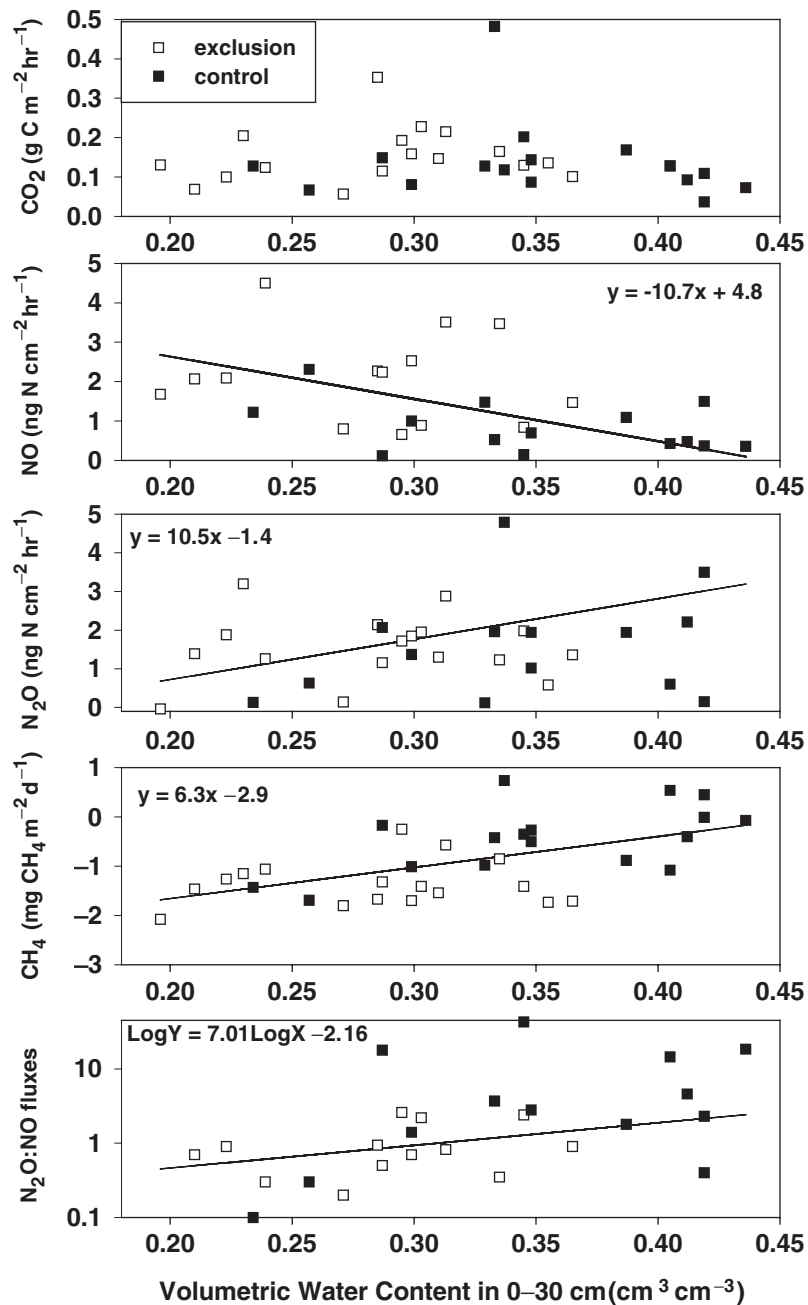 0.5
0.4
0.3
0.2
0.1
0.0
CO₂ (g C m⁻² hr⁻¹)
exclusion
control
0.20 0.25 0.30 0.35 0.40 0.45
5
4
3
2
1
0
NO (ng N cm⁻² hr⁻¹)
y = -10.7x + 4.8
0.20 0.25 0.30 0.35 0.40 0.45
5
4
3
2
1
0
N₂O (ng N cm⁻² hr⁻¹)
y = 10.5x −1.4
0.20 0.25 0.30 0.35 0.40 0.45
1
0
−1
−2
−3
CH₄ (mg CH₄ m⁻² d⁻¹)
y = 6.3x −2.9
0.20 0.25 0.30 0.35 0.40 0.45
10
1
0.1
N₂O:NO fluxes
LogY = 7.01LogX −2.16
0.20 0.25 0.30 0.35 0.40 0.45
Volumetric Water Content in 0–30 cm(cm³ cm⁻³)